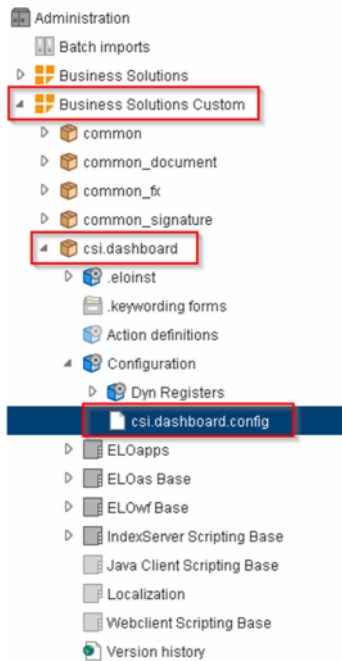 Administration
Batch imports
Business Solutions
Business Solutions Custom
common
common_document
common_fx
common_signature
csi.dashboard
.eloinst
.keywording forms
Action definitions
Configuration
Dyn Registers
csi.dashboard.config
ELOapps
ELOas Base
ELOwf Base
IndexServer Scripting Base
Java Client Scripting Base
Localization
Webclient Scripting Base
Version history